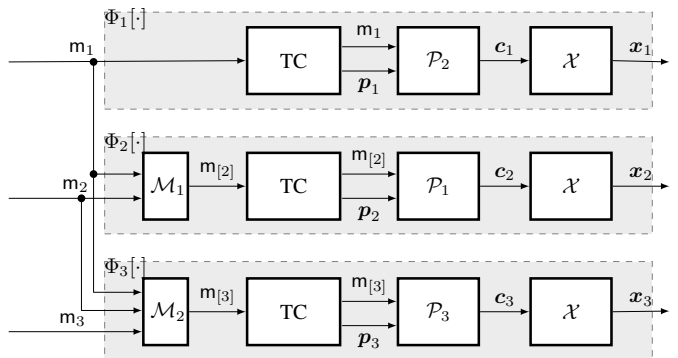 Φ₁[·]
m₁ TC m₁ 𝒑₁ 𝒫₂ 𝒄₁ 𝒳 𝒙₁
Φ₂[·]
m₂ ℳ₁ m[2] TC m[2] 𝒑₂ 𝒫₁ 𝒄₂ 𝒳 𝒙₂
Φ₃[·]
m₃ ℳ₂ m[3] TC m[3] 𝒑₃ 𝒫₃ 𝒄₃ 𝒳 𝒙₃